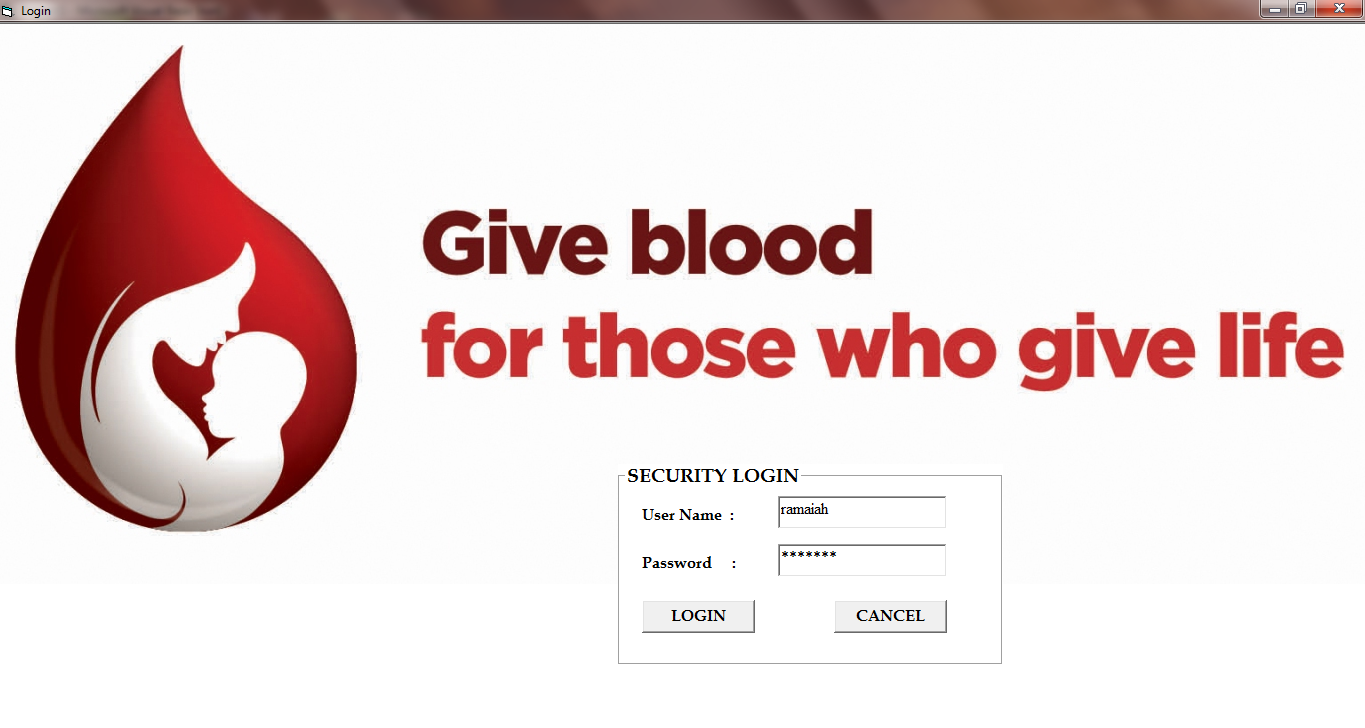 Login
Give blood
for those who give life
SECURITY LOGIN
User Name :
ramaiah
Password :
*******
LOGIN
CANCEL